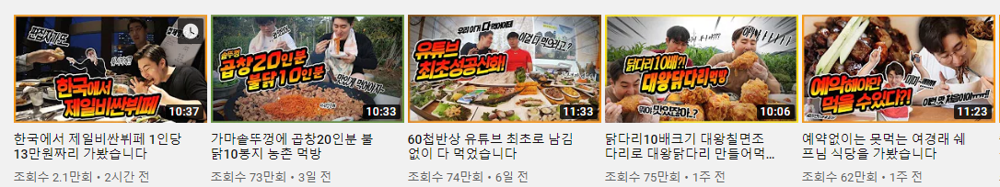 한국에서
제일비싼뷔페
10:37
솥뚜껑
곱창20인분
불닭10인분
10:33
유튜브
최초성공신화!
11:33
닭다리10배?!
대왕닭다리먹방
10:06
예약해야만
먹을 수 있다?!
11:23
한국에서 제일비싼뷔페 1인당
13만원짜리 가봤습니다
조회수 2.1만회 • 2시간 전
가마솥뚜껑에 곱창20인분 불
닭10봉지 농촌 먹방
조회수 73만회 • 3일 전
60첩반상 유튜브 최초로 남김
없이 다 먹었습니다
조회수 74만회 • 6일 전
닭다리10배크기 대왕칠면조
다리로 대왕닭다리 만들어먹...
조회수 75만회 • 1주 전
예약없이는 못먹는 여경래 쉐
프님 식당을 가봤습니다
조회수 62만회 • 1주 전